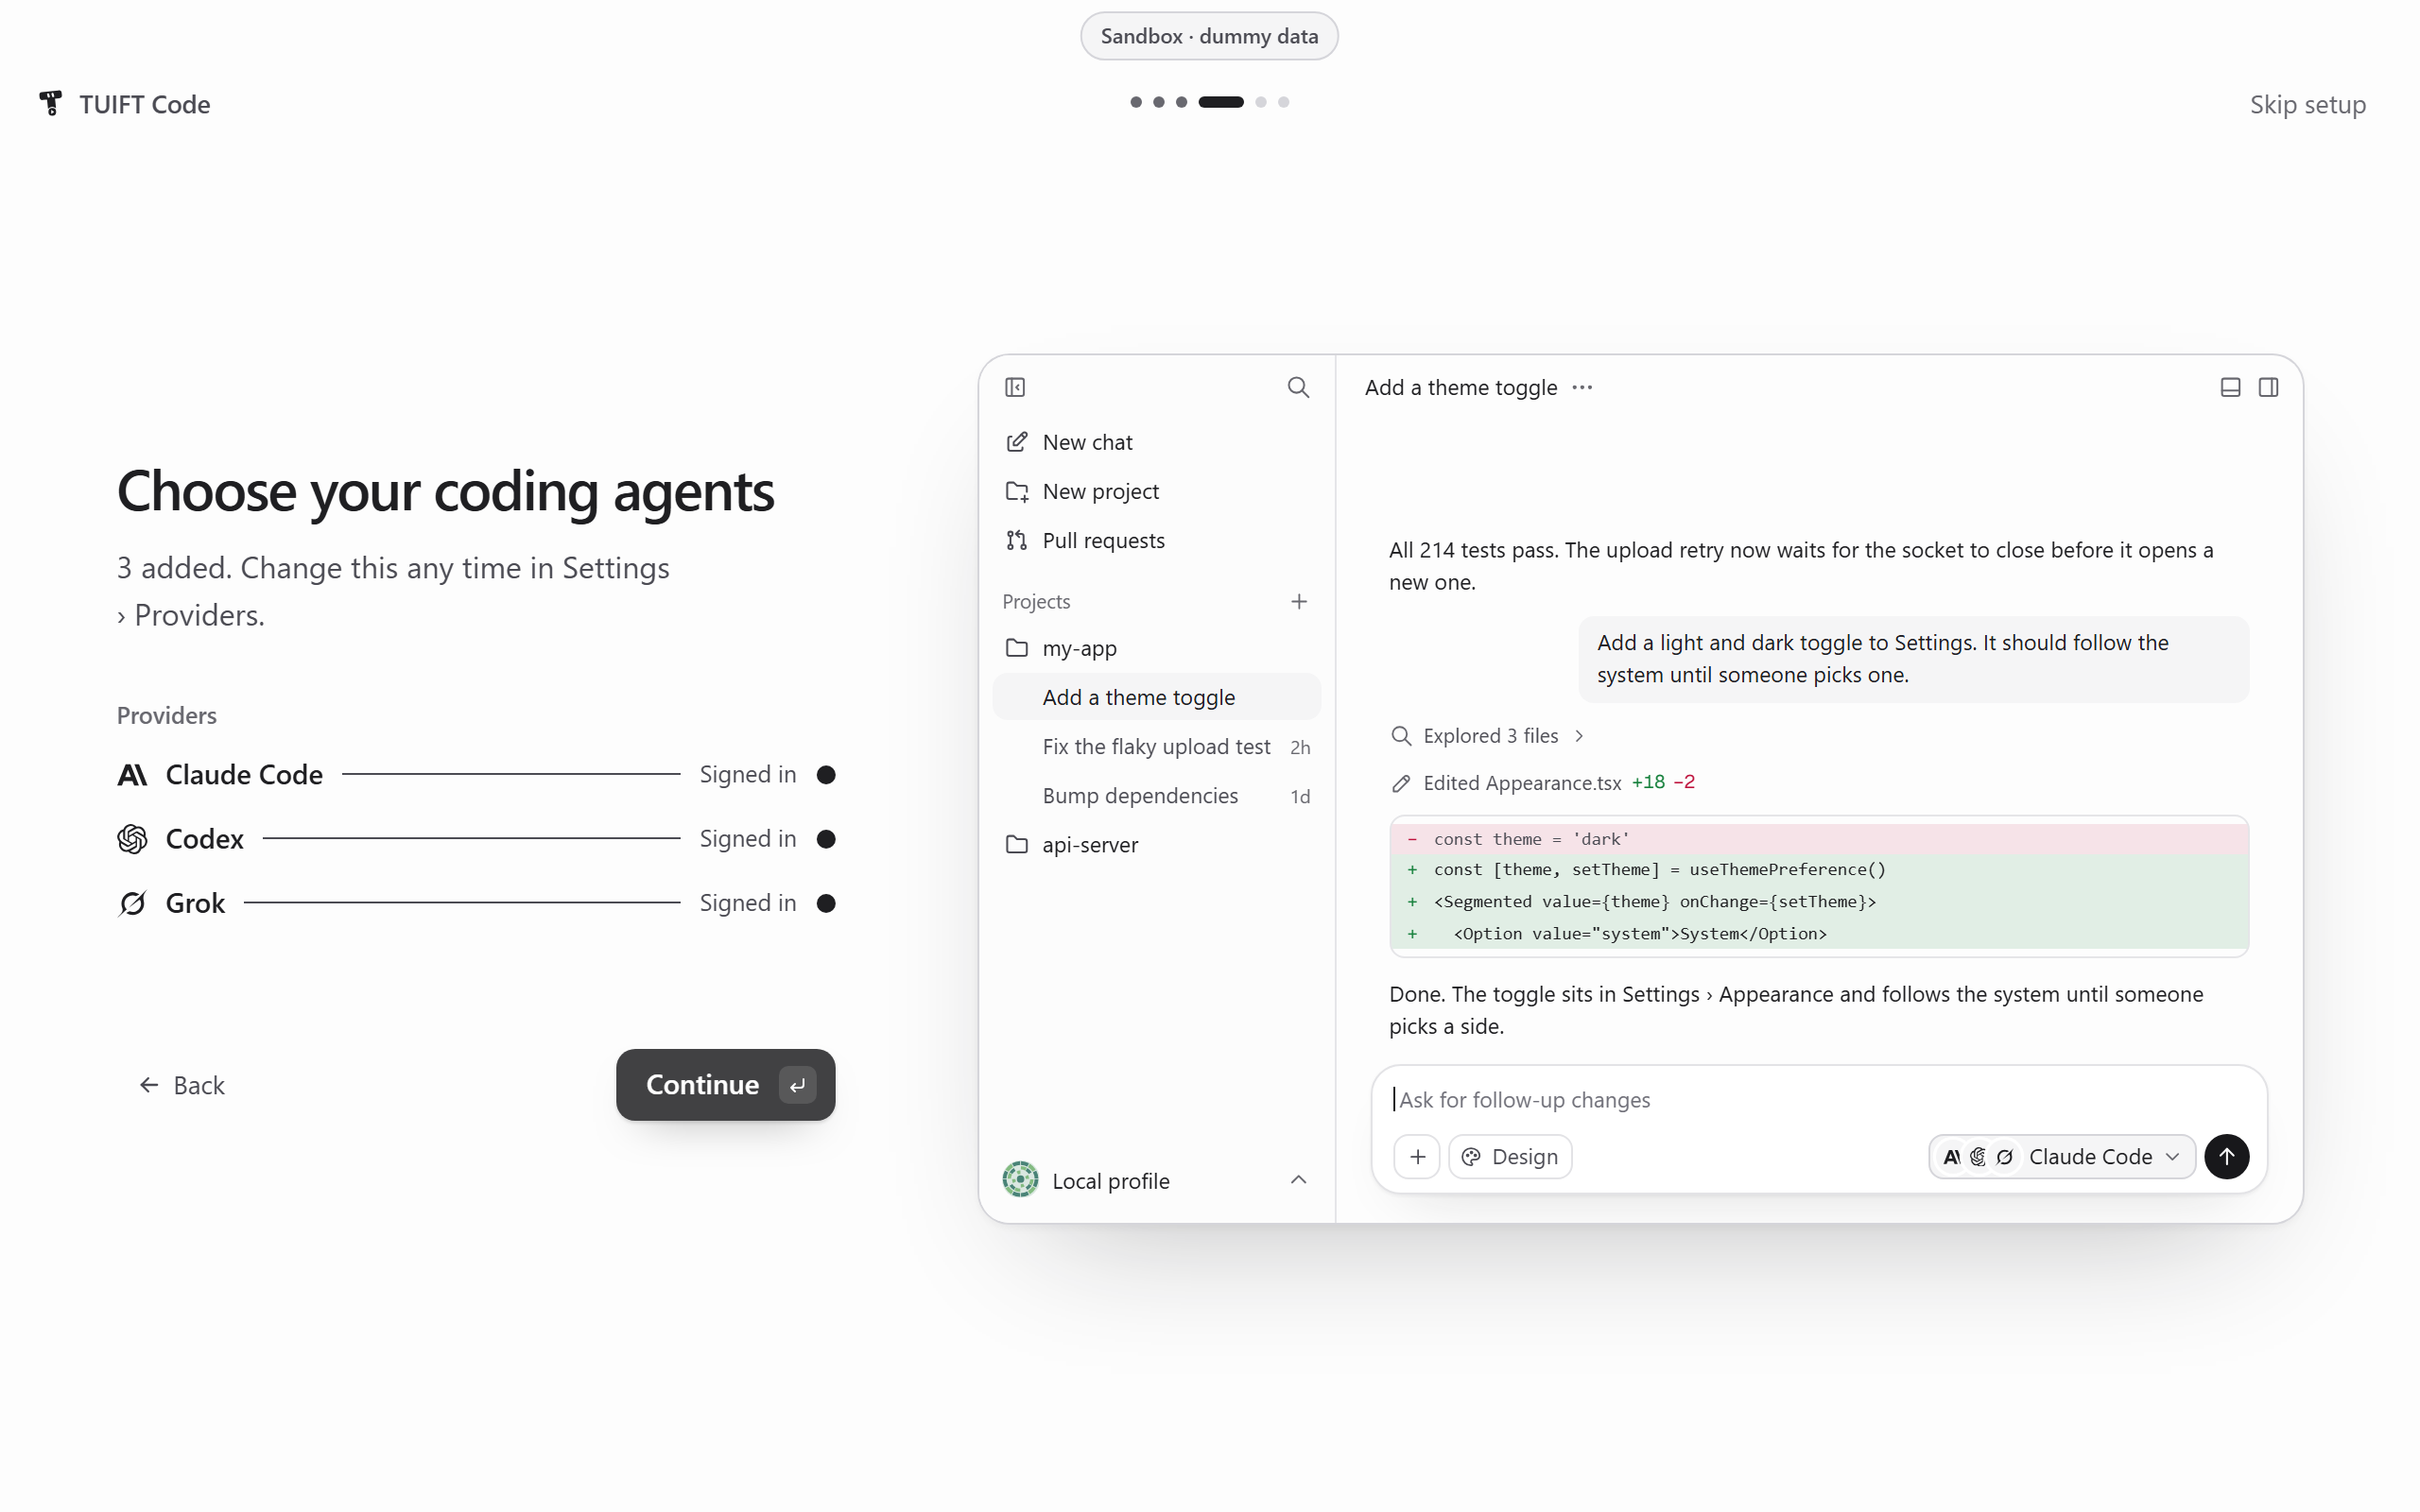 Sandbox · dummy data
TUIFT Code
Skip setup
Choose your coding agents
3 added. Change this any time in Settings
› Providers.
Providers
Claude Code
Signed in
Codex
Signed in
Grok
Signed in
Back
Continue
New chat
New project
Pull requests
Projects
my-app
Add a theme toggle
Fix the flaky upload test 2h
Bump dependencies 1d
api-server
Local profile
Add a theme toggle
All 214 tests pass. The upload retry now waits for the socket to close before it opens a
new one.
Add a light and dark toggle to Settings. It should follow the
system until someone picks one.
Explored 3 files
Edited Appearance.tsx +18 −2
− const theme = 'dark'
+ const [theme, setTheme] = useThemePreference()
+ <Segmented value={theme} onChange={setTheme}>
+ <Option value="system">System</Option>
Done. The toggle sits in Settings › Appearance and follows the system until someone
picks a side.
Ask for follow-up changes
Design
Claude Code